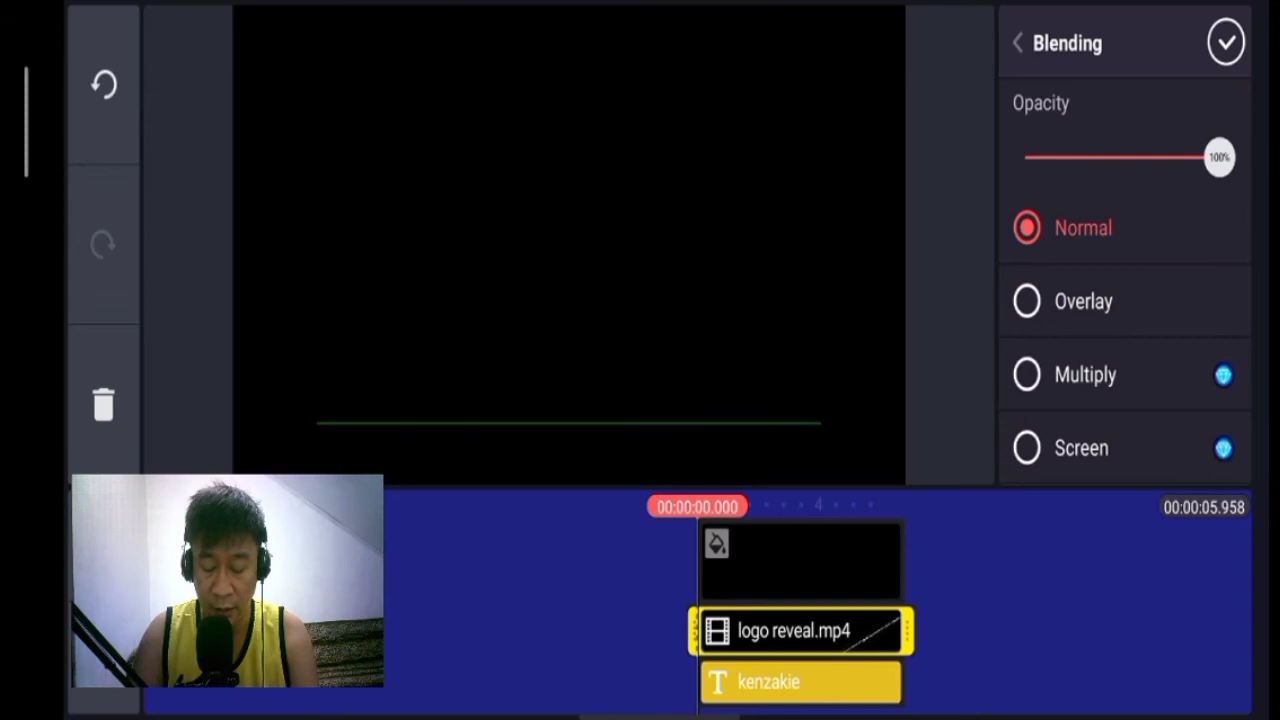 Blending
Opacity
100%
Normal
Overlay
Multiply
Screen
00:00:00.000
4
00:00:05.958
logo reveal.mp4
T kenzakie